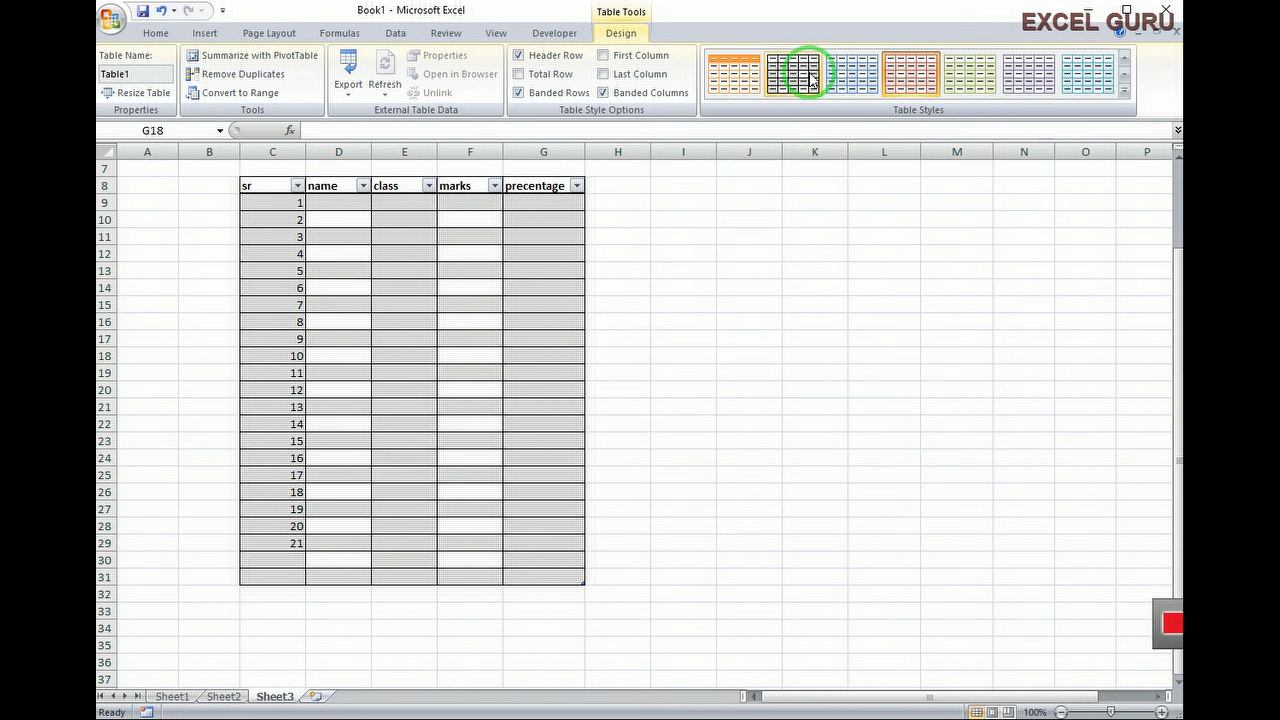 Book1 - Microsoft Excel
Table Tools
EXCEL GURU
Home Insert Page Layout Formulas Data Review View Developer Design
Table Name: Summarize with PivotTable Properties Header Row First Column
Table1 Remove Duplicates Export Refresh Open in Browser Total Row Last Column
Resize Table Convert to Range Unlink Banded Rows Banded Columns
Properties Tools External Table Data Table Style Options Table Styles
G18 fx
A B C D E F G H I J K L M N O P
7
8 sr name class marks precentage
9 1
10 2
11 3
12 4
13 5
14 6
15 7
16 8
17 9
18 10
19 11
20 12
21 13
22 14
23 15
24 16
25 17
26 18
27 19
28 20
29 21
30
31
32
33
34
35
36
37
Sheet1 Sheet2 Sheet3
Ready 100%